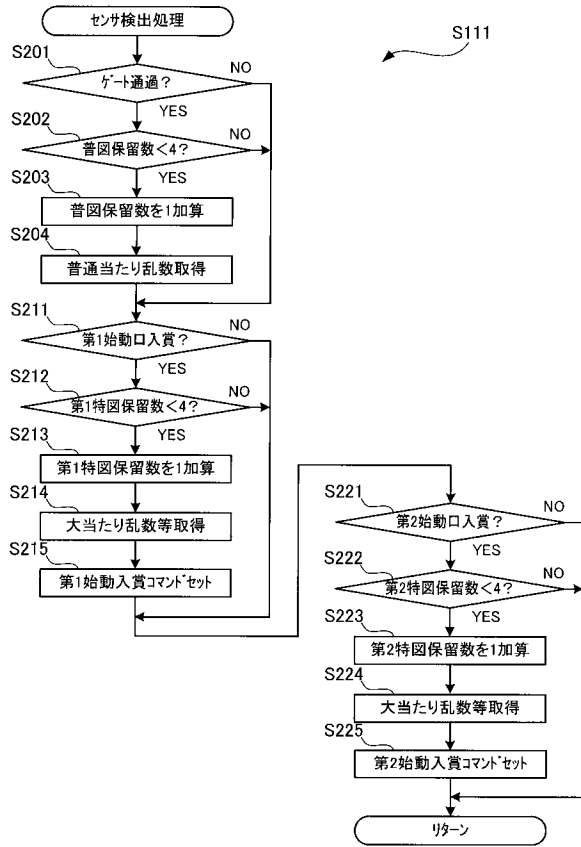 センサ検出処理
S111
S201
ゲート通過?
NO
YES
S202
普図保留数<4?
NO
YES
S203
普図保留数を1加算
S204
普通当たり乱数取得
S211
第1始動口入賞?
NO
YES
S212
第1特図保留数<4?
NO
YES
S213
第1特図保留数を1加算
S214
大当たり乱数等取得
S215
第1始動入賞コマンドセット
S221
第2始動口入賞?
NO
YES
S222
第2特図保留数<4?
NO
YES
S223
第2特図保留数を1加算
S224
大当たり乱数等取得
S225
第2始動入賞コマンドセット
リターン